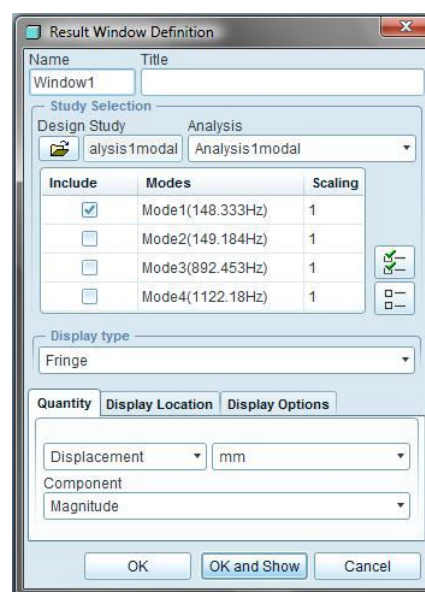 Result Window Definition
Name Title
Window1
Study Selection
Design Study Analysis
alysis1modal Analysis1modal
Include Modes Scaling
Mode1(148.333Hz) 1
Mode2(149.184Hz) 1
Mode3(892.453Hz) 1
Mode4(1122.18Hz) 1
Display type
Fringe
Quantity Display Location Display Options
Displacement mm
Component
Magnitude
OK OK and Show Cancel